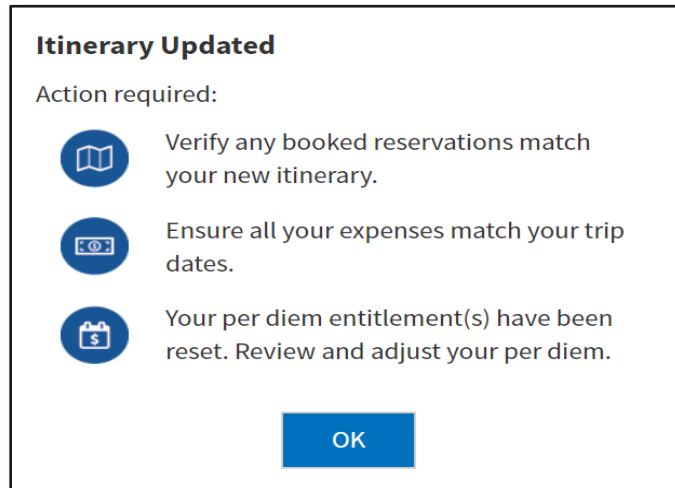 Itinerary Updated
Action required:
Verify any booked reservations match
your new itinerary.
Ensure all your expenses match your trip
dates.
Your per diem entitlement(s) have been
reset. Review and adjust your per diem.
OK